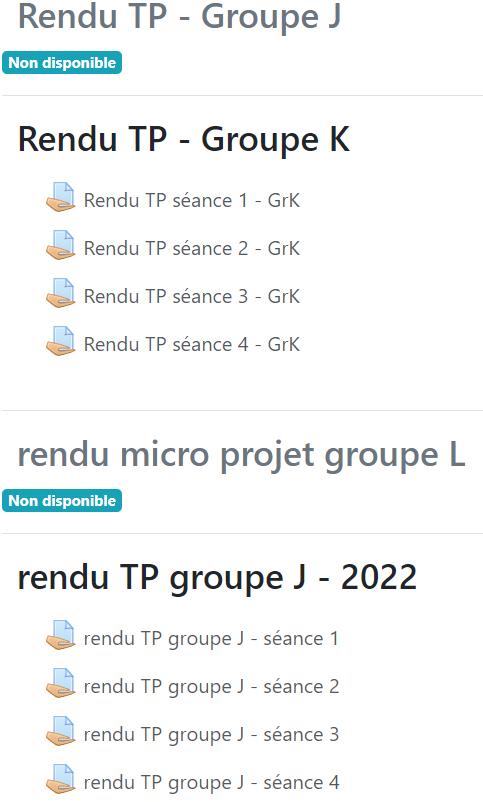 Rendu TP - Groupe J
Non disponible
Rendu TP - Groupe K
Rendu TP séance 1 - GrK
Rendu TP séance 2 - GrK
Rendu TP séance 3 - GrK
Rendu TP séance 4 - GrK
rendu micro projet groupe L
Non disponible
rendu TP groupe J - 2022
rendu TP groupe J - séance 1
rendu TP groupe J - séance 2
rendu TP groupe J - séance 3
rendu TP groupe J - séance 4